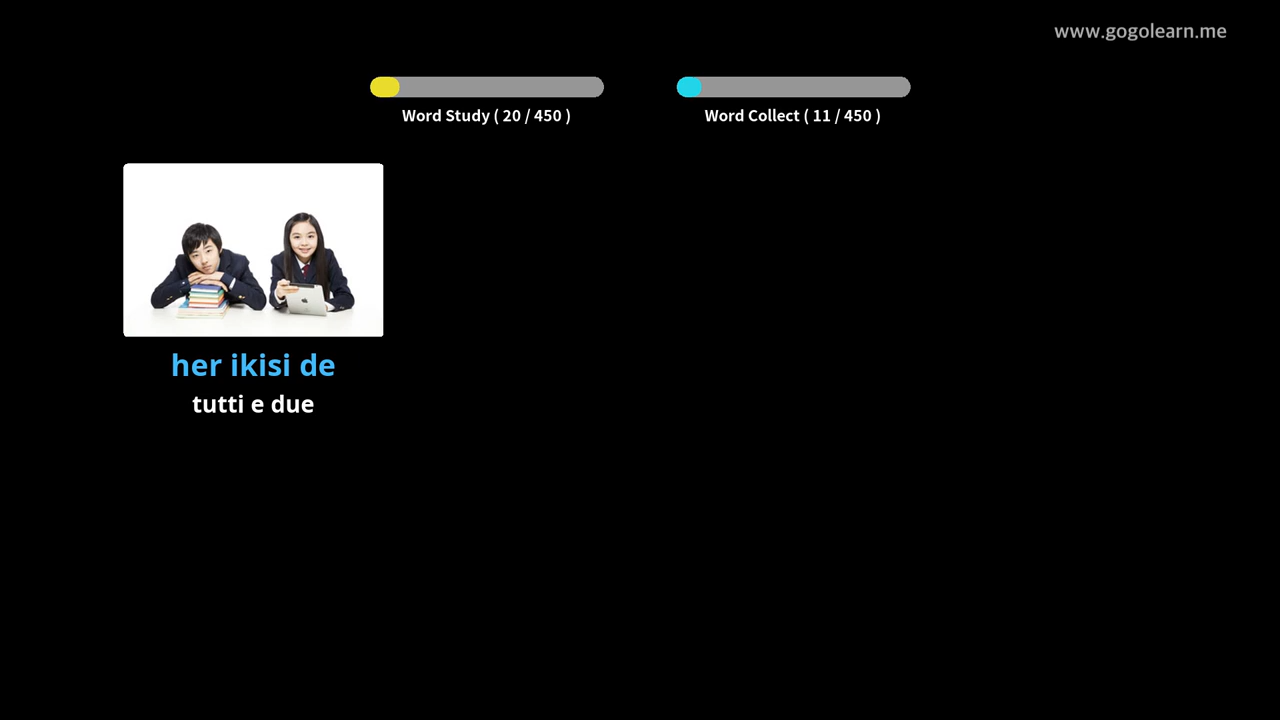 www.gogolearn.me
Word Study ( 20 / 450 )
Word Collect ( 11 / 450 )
her ikisi de
tutti e due